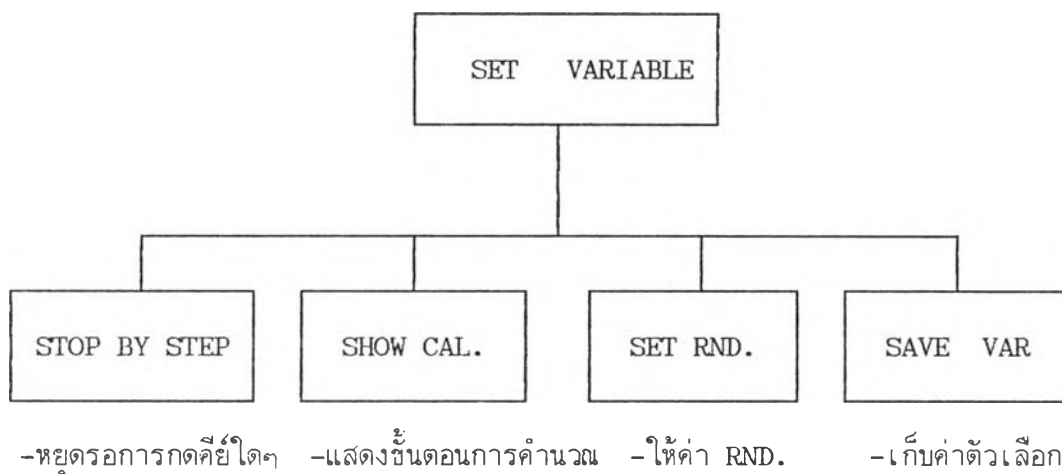 SET VARIABLE
STOP BY STEP
SHOW CAL.
SET RND.
SAVE VAR
-หยุดรอการกดคีย์ใดๆ
-แสดงขั้นตอนการคำนวณ
-ให้ค่า RND.
-เก็บค่าตัวเลือก